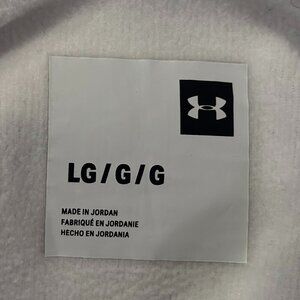 LG/G/G
MADE IN JORDAN
FABRIQUÉ EN JORDANIE
HECHO EN JORDANIA